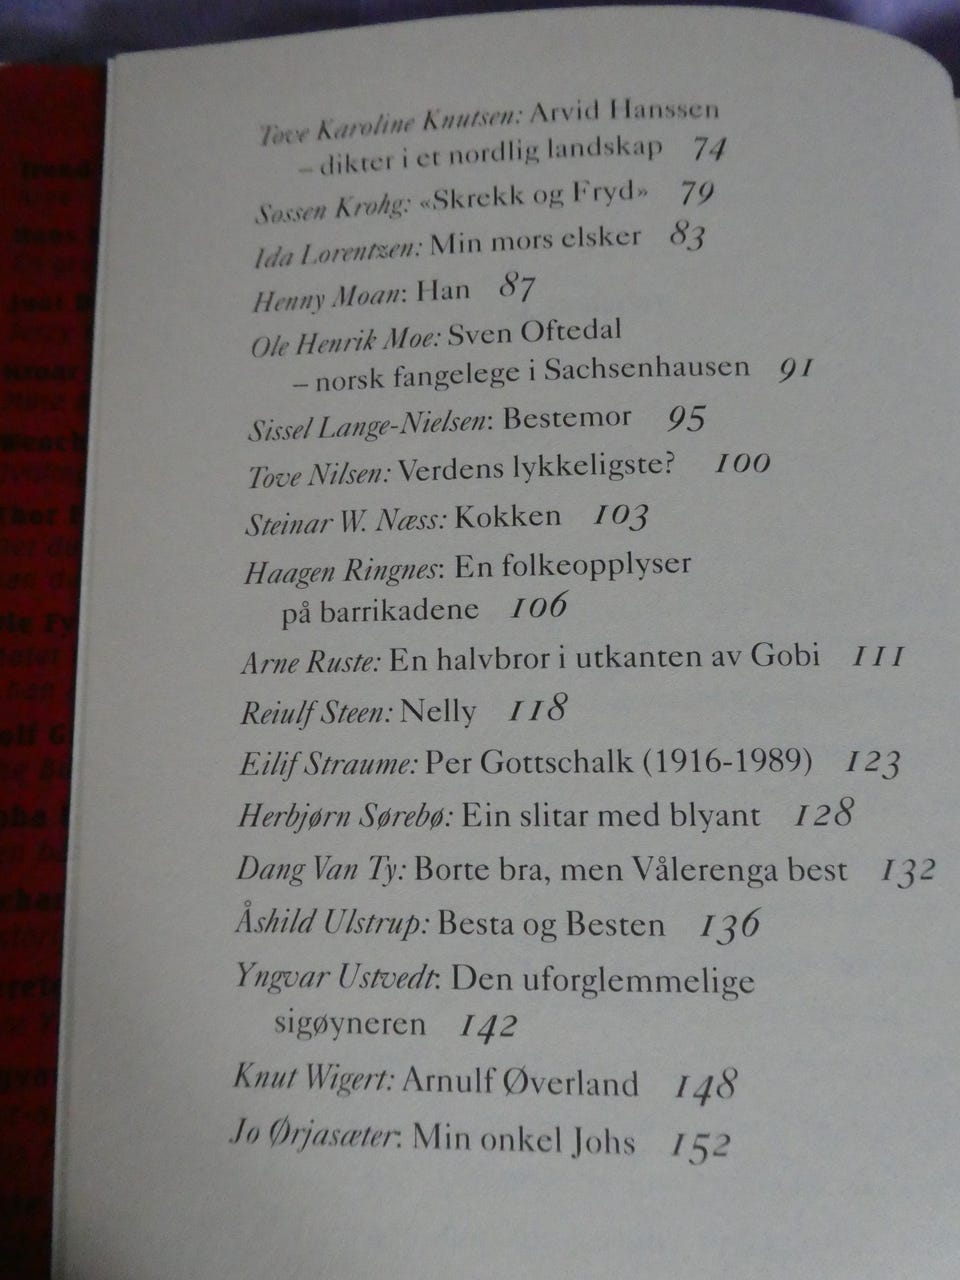 Tove Karoline Knutsen: Arvid Hanssen
– dikter i et nordlig landskap 74
Sossen Krohg: «Skrekk og Fryd» 79
Ida Lorentzen: Min mors elsker 83
Henny Moan: Han 87
Ole Henrik Moe: Sven Oftedal
– norsk fangelege i Sachsenhausen 91
Sissel Lange-Nielsen: Bestemor 95
Tove Nilsen: Verdens lykkeligste? 100
Steinar W. Næss: Kokken 103
Haagen Ringnes: En folkeopplyser
på barrikadene 106
Arne Ruste: En halvbror i utkanten av Gobi 111
Reiulf Steen: Nelly 118
Eilif Straume: Per Gottschalk (1916-1989) 123
Herbjørn Sørebø: Ein slitar med blyant 128
Dang Van Ty: Borte bra, men Vålerenga best 132
Åshild Ulstrup: Besta og Besten 136
Yngvar Ustvedt: Den uforglemmelige
sigøyneren 142
Knut Wigert: Arnulf Øverland 148
Jo Ørjasæter: Min onkel Johs 152